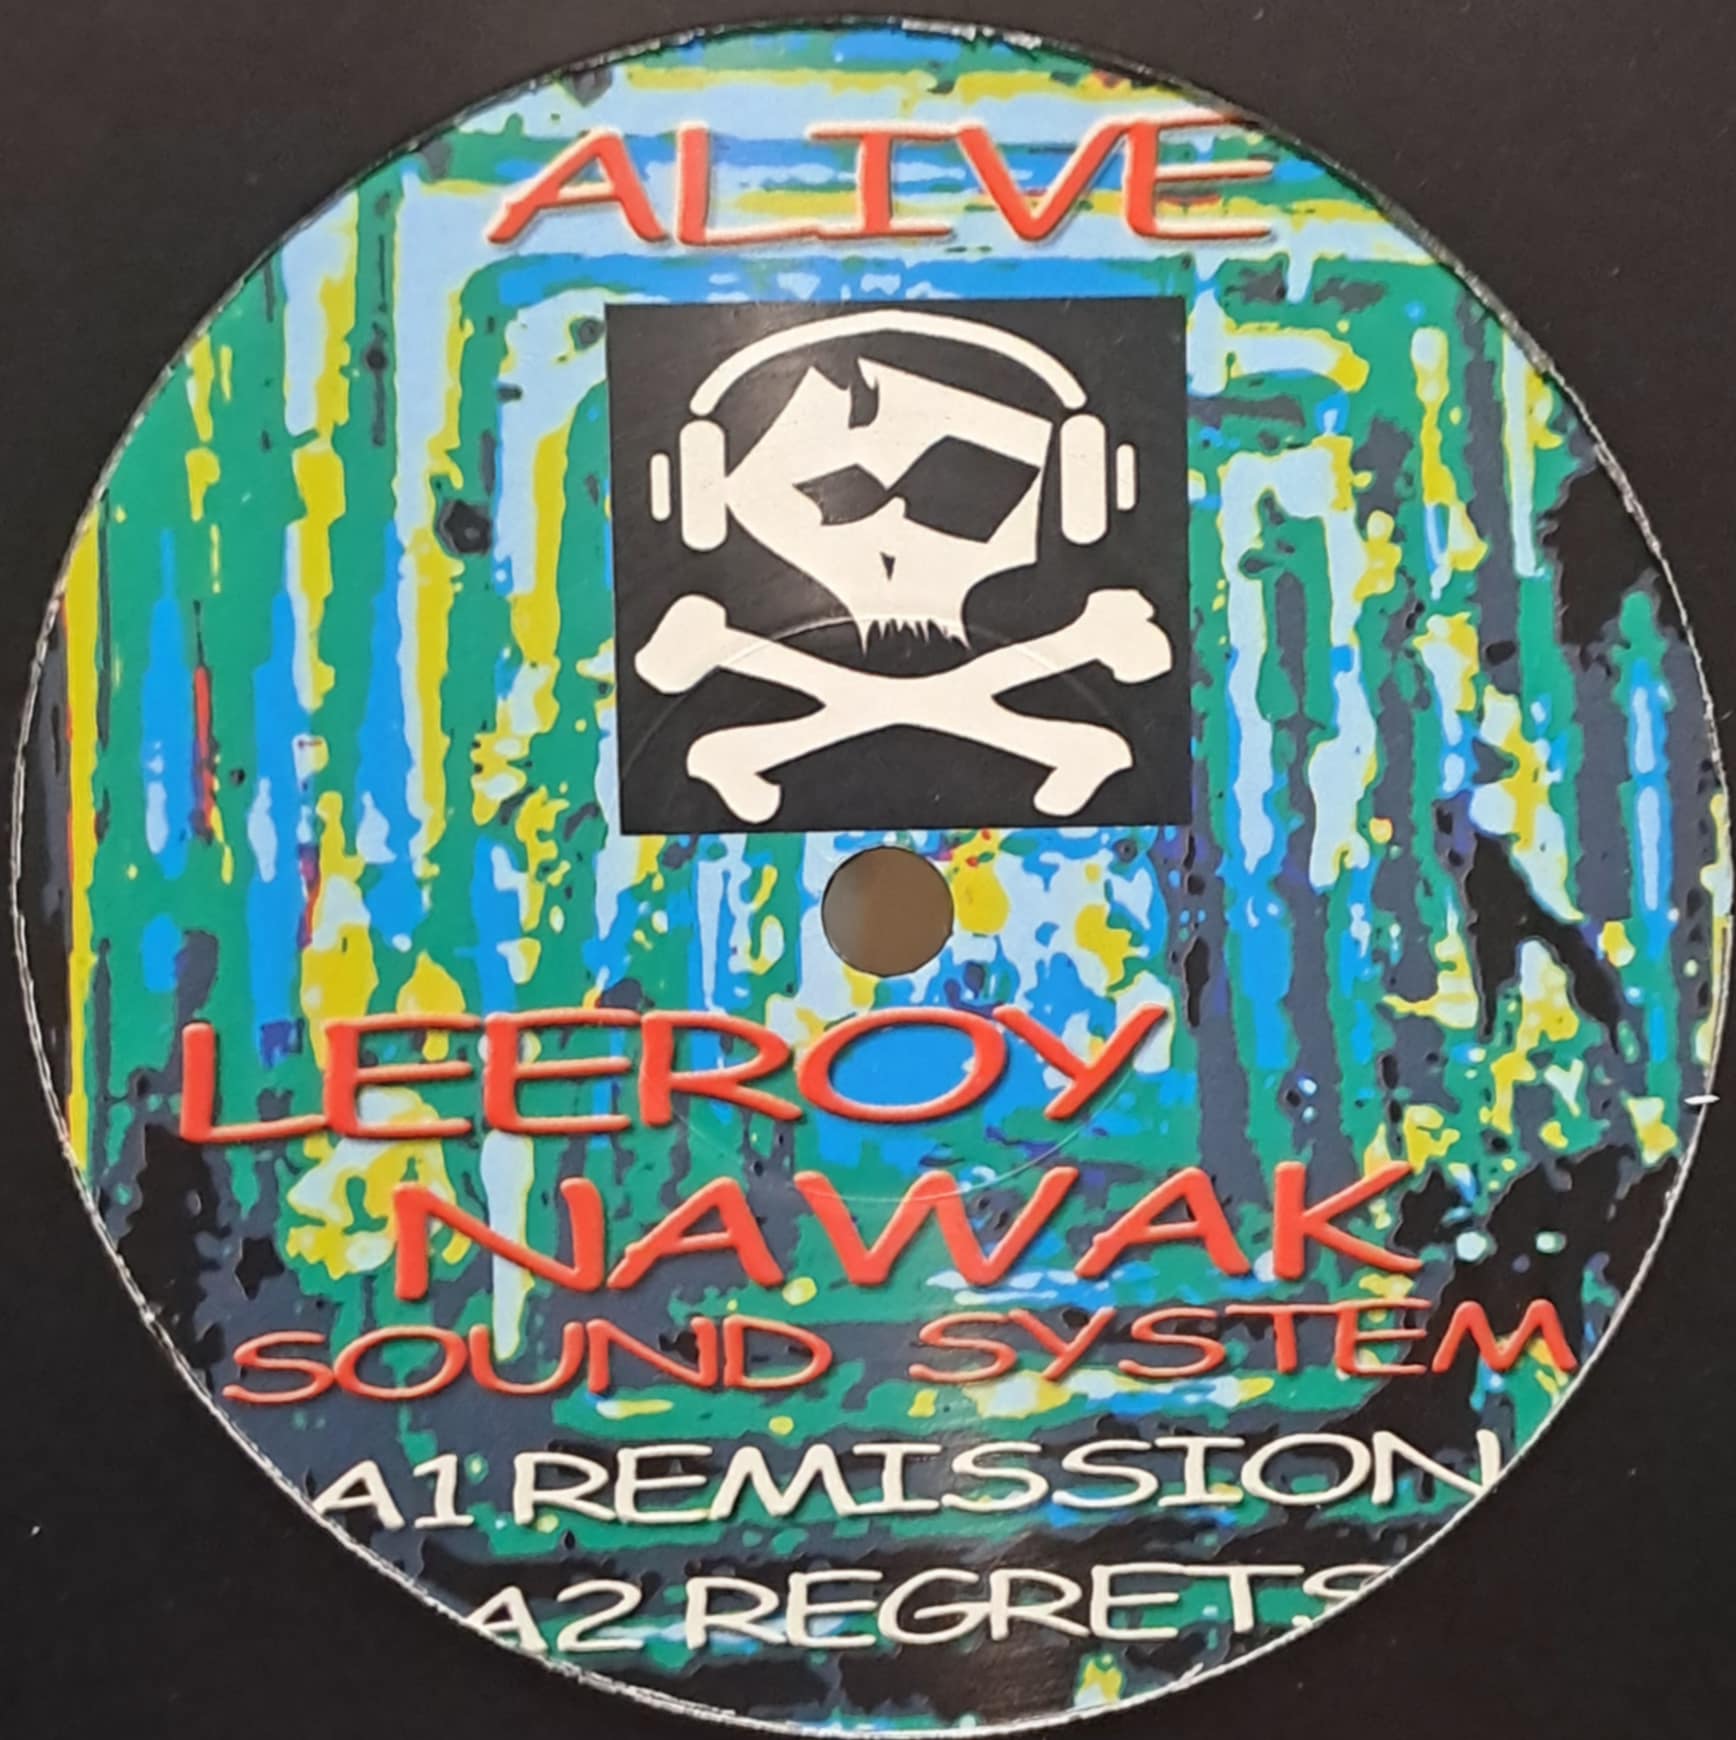 ALIVE
LEEROY
NAWAK
SOUND SYSTEM
A1 REMISSION
A2 REGRETS